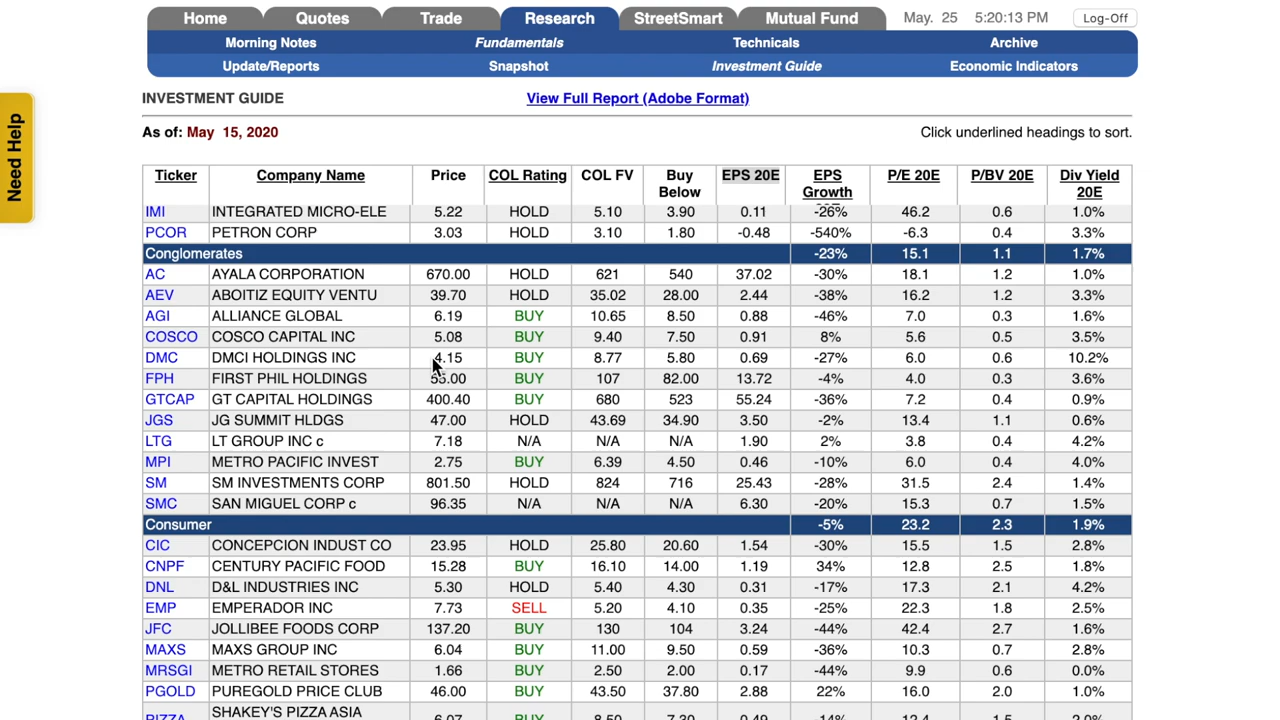 Home Quotes Trade Research StreetSmart Mutual Fund May. 25 5:20:13 PM Log-Off
Morning Notes Fundamentals Technicals Archive
Update/Reports Snapshot Investment Guide Economic Indicators
Need Help
INVESTMENT GUIDE View Full Report (Adobe Format)
As of: May 15, 2020 Click underlined headings to sort.
Ticker Company Name Price COL Rating COL FV Buy Below EPS 20E EPS Growth P/E 20E P/BV 20E Div Yield 20E
IMI INTEGRATED MICRO-ELE 5.22 HOLD 5.10 3.90 0.11 -26% 46.2 0.6 1.0%
PCOR PETRON CORP 3.03 HOLD 3.10 1.80 -0.48 -540% -6.3 0.4 3.3%
Conglomerates -23% 15.1 1.1 1.7%
AC AYALA CORPORATION 670.00 HOLD 621 540 37.02 -30% 18.1 1.2 1.0%
AEV ABOITIZ EQUITY VENTU 39.70 HOLD 35.02 28.00 2.44 -38% 16.2 1.2 3.3%
AGI ALLIANCE GLOBAL 6.19 BUY 10.65 8.50 0.88 -46% 7.0 0.3 1.6%
COSCO COSCO CAPITAL INC 5.08 BUY 9.40 7.50 0.91 8% 5.6 0.5 3.5%
DMC DMCI HOLDINGS INC 4.15 BUY 8.77 5.80 0.69 -27% 6.0 0.6 10.2%
FPH FIRST PHIL HOLDINGS 55.00 BUY 107 82.00 13.72 -4% 4.0 0.3 3.6%
GTCAP GT CAPITAL HOLDINGS 400.40 BUY 680 523 55.24 -36% 7.2 0.4 0.9%
JGS JG SUMMIT HLDGS 47.00 HOLD 43.69 34.90 3.50 -2% 13.4 1.1 0.6%
LTG LT GROUP INC c 7.18 N/A N/A N/A 1.90 2% 3.8 0.4 4.2%
MPI METRO PACIFIC INVEST 2.75 BUY 6.39 4.50 0.46 -10% 6.0 0.4 4.0%
SM SM INVESTMENTS CORP 801.50 HOLD 824 716 25.43 -28% 31.5 2.4 1.4%
SMC SAN MIGUEL CORP c 96.35 N/A N/A N/A 6.30 -20% 15.3 0.7 1.5%
Consumer -5% 23.2 2.3 1.9%
CIC CONCEPCION INDUST CO 23.95 HOLD 25.80 20.60 1.54 -30% 15.5 1.5 2.8%
CNPF CENTURY PACIFIC FOOD 15.28 BUY 16.10 14.00 1.19 34% 12.8 2.5 1.8%
DNL D&L INDUSTRIES INC 5.30 HOLD 5.40 4.30 0.31 -17% 17.3 2.1 4.2%
EMP EMPERADOR INC 7.73 SELL 5.20 4.10 0.35 -25% 22.3 1.8 2.5%
JFC JOLLIBEE FOODS CORP 137.20 BUY 130 104 3.24 -44% 42.4 2.7 1.6%
MAXS MAXS GROUP INC 6.04 BUY 11.00 9.50 0.59 -36% 10.3 0.7 2.8%
MRSGI METRO RETAIL STORES 1.66 BUY 2.50 2.00 0.17 -44% 9.9 0.6 0.0%
PGOLD PUREGOLD PRICE CLUB 46.00 BUY 43.50 37.80 2.88 22% 16.0 2.0 1.0%
PIZZA SHAKEY'S PIZZA ASIA 6.07 BUY 8.50 7.30 0.49 -14% 12.4 1.5 2.0%